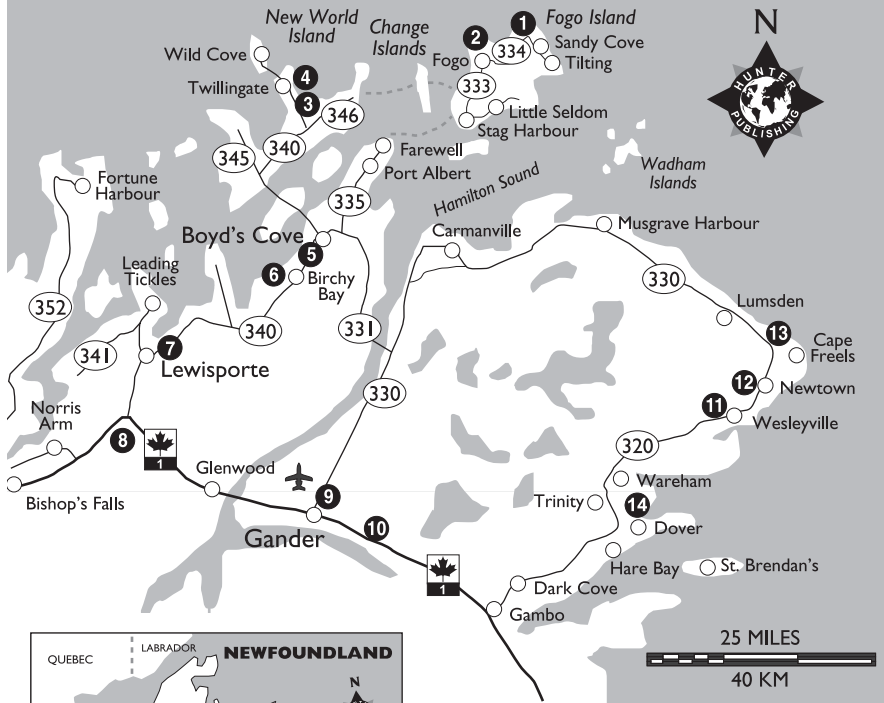 New World
Island
Change
Islands
1
Fogo Island
N
Wild Cove
2
334
Sandy Cove
Fogo
Tilting
Twillingate
4
3
333
HUNTER
PUBLISHING
346
Little Seldom
Stag Harbour
345
340
Farewell
Port Albert
Wadham
Islands
Fortune
Harbour
335
Hamilton Sound
Boyd's Cove
Carmanville
Musgrave Harbour
5
Leading
Tickles
6
Birchy
Bay
330
352
340
331
Lumsden
13
Cape
Freels
341
7
Lewisporte
330
12
Newtown
11
Wesleyville
Norris
Arm
8
1
320
Glenwood
Wareham
Bishop's Falls
9
Trinity
14
Gander
10
Dover
Hare Bay
St. Brendan's
1
Dark Cove
Gambo
25 MILES
40 KM
QUEBEC
LABRADOR
NEWFOUNDLAND
N